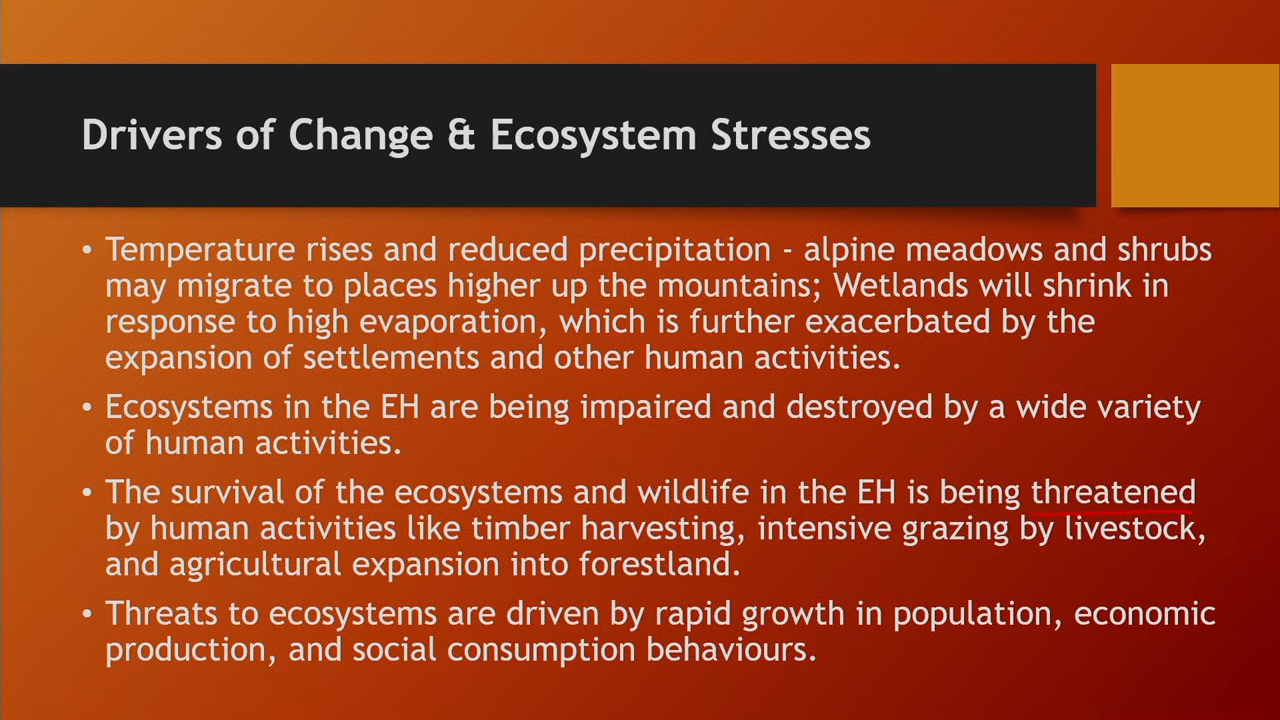 Drivers of Change & Ecosystem Stresses
• Temperature rises and reduced precipitation - alpine meadows and shrubs
may migrate to places higher up the mountains; Wetlands will shrink in
response to high evaporation, which is further exacerbated by the
expansion of settlements and other human activities.
• Ecosystems in the EH are being impaired and destroyed by a wide variety
of human activities.
• The survival of the ecosystems and wildlife in the EH is being threatened
by human activities like timber harvesting, intensive grazing by livestock,
and agricultural expansion into forestland.
• Threats to ecosystems are driven by rapid growth in population, economic
production, and social consumption behaviours.